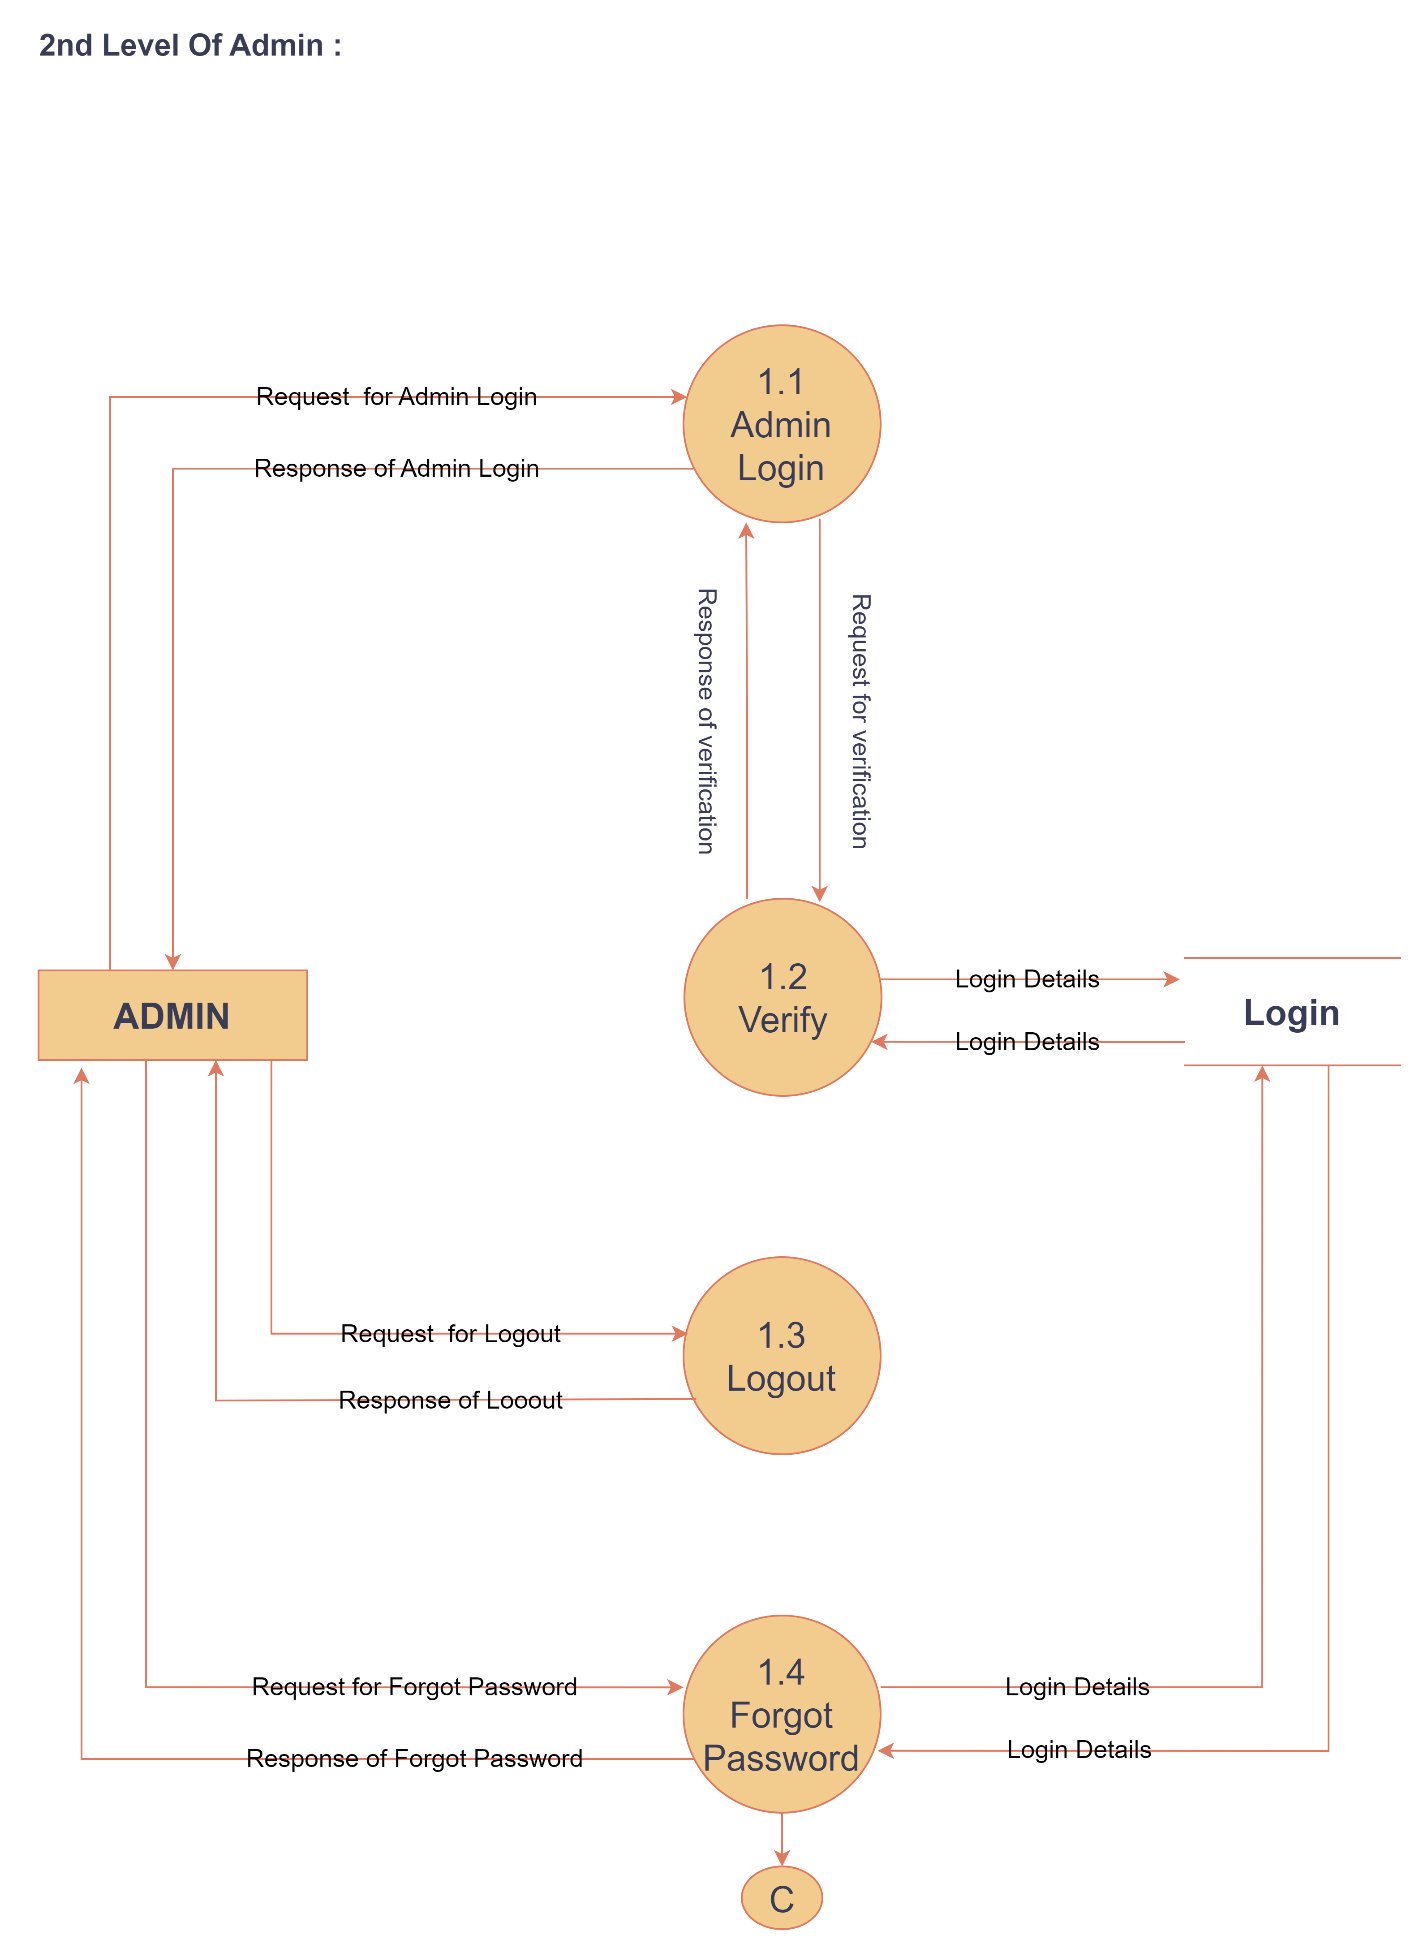 2nd Level Of Admin :
1.1
Admin
Login
Request  for Admin Login
Response of Admin Login
Response of verification
Request for verification
1.2
Verify
Login Details
Login Details
Login
ADMIN
1.3
Logout
Request  for Logout
Response of Looout
1.4
Forgot
Password
Request for Forgot Password
Response of Forgot Password
Login Details
Login Details
C